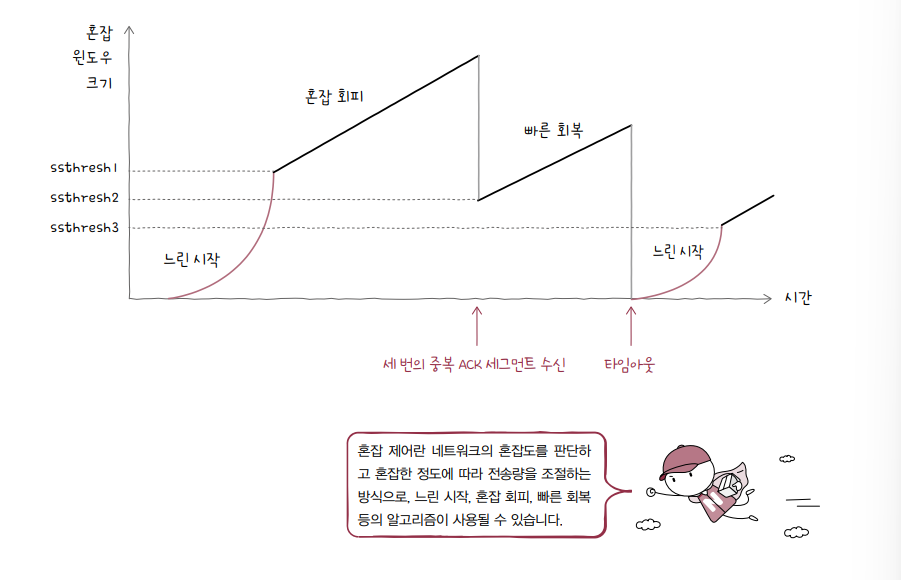 혼잡
윈도우
크기
혼잡 회피
빠른 회복
ssthresh1
ssthresh2
ssthresh3
느린 시작
느린 시작
시간
세 번의 중복 ACK 세그먼트 수신
타임아웃
혼잡 제어란 네트워크의 혼잡도를 판단하
고 혼잡한 정도에 따라 전송량을 조절하는
방식으로, 느린 시작, 혼잡 회피, 빠른 회복
등의 알고리즘이 사용될 수 있습니다.